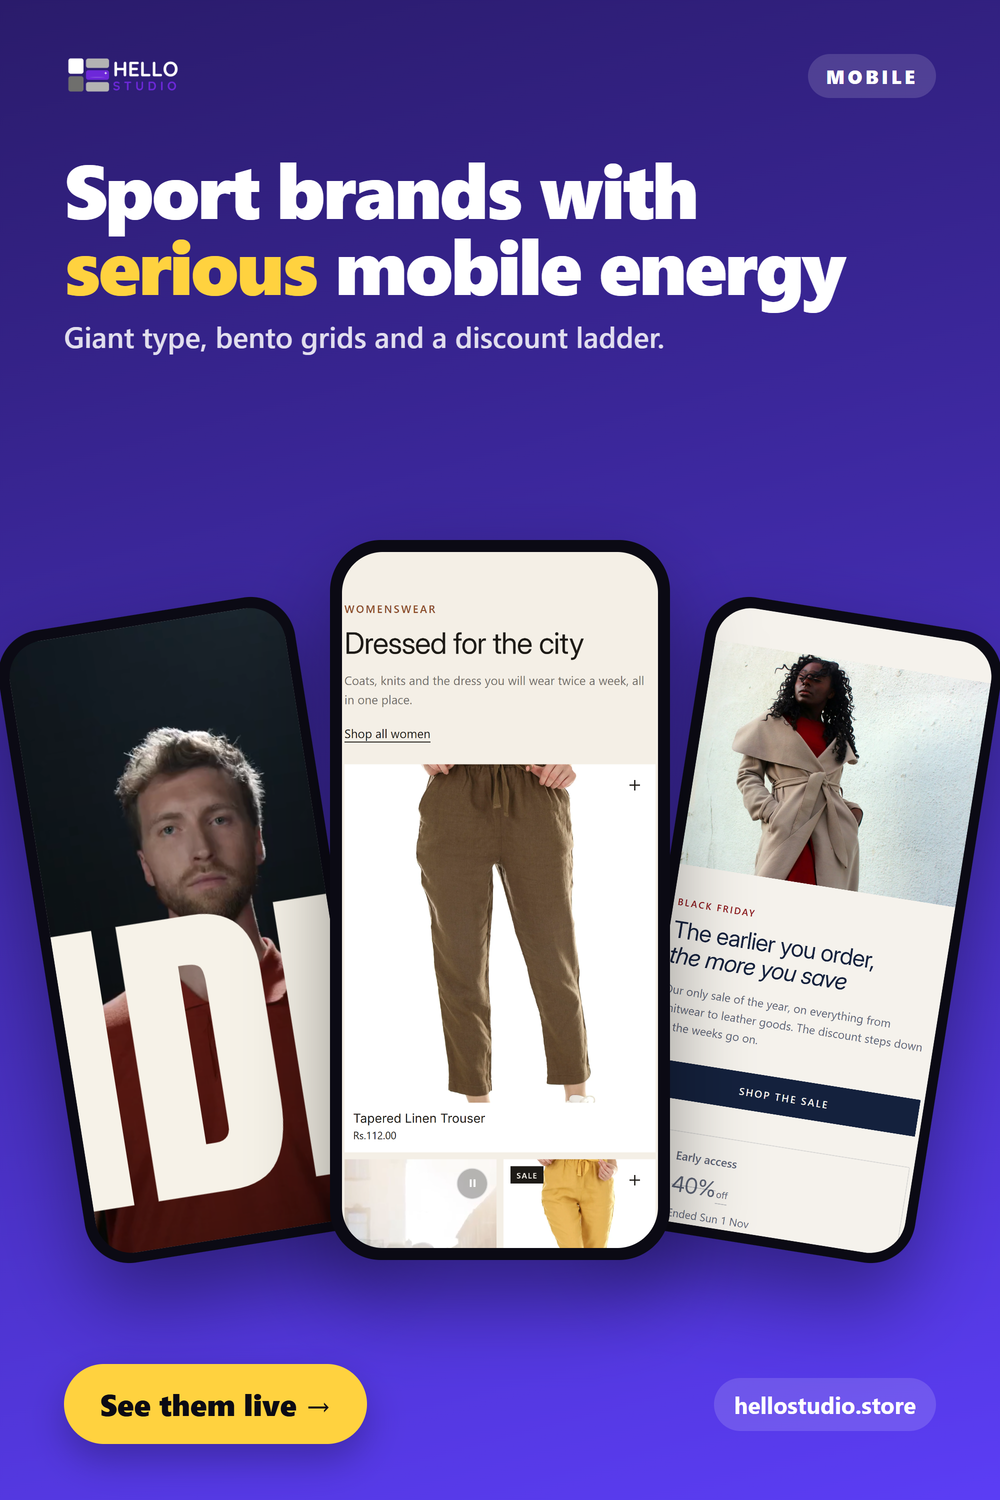 HELLO
STUDIO
MOBILE
Sport brands with
serious mobile energy
Giant type, bento grids and a discount ladder.
WOMENSWEAR
Dressed for the city
Coats, knits and the dress you will wear twice a week, all
in one place.
Shop all women
Tapered Linen Trouser
Rs.112.00
SALE
BLACK FRIDAY
The earlier you order,
the more you save
Our only sale of the year, on everything from
to leather goods. The discount steps down
the weeks go on.
SHOP THE SALE
Early access
40% off
Ended Sun 1 Nov
See them live →
hellostudio.store